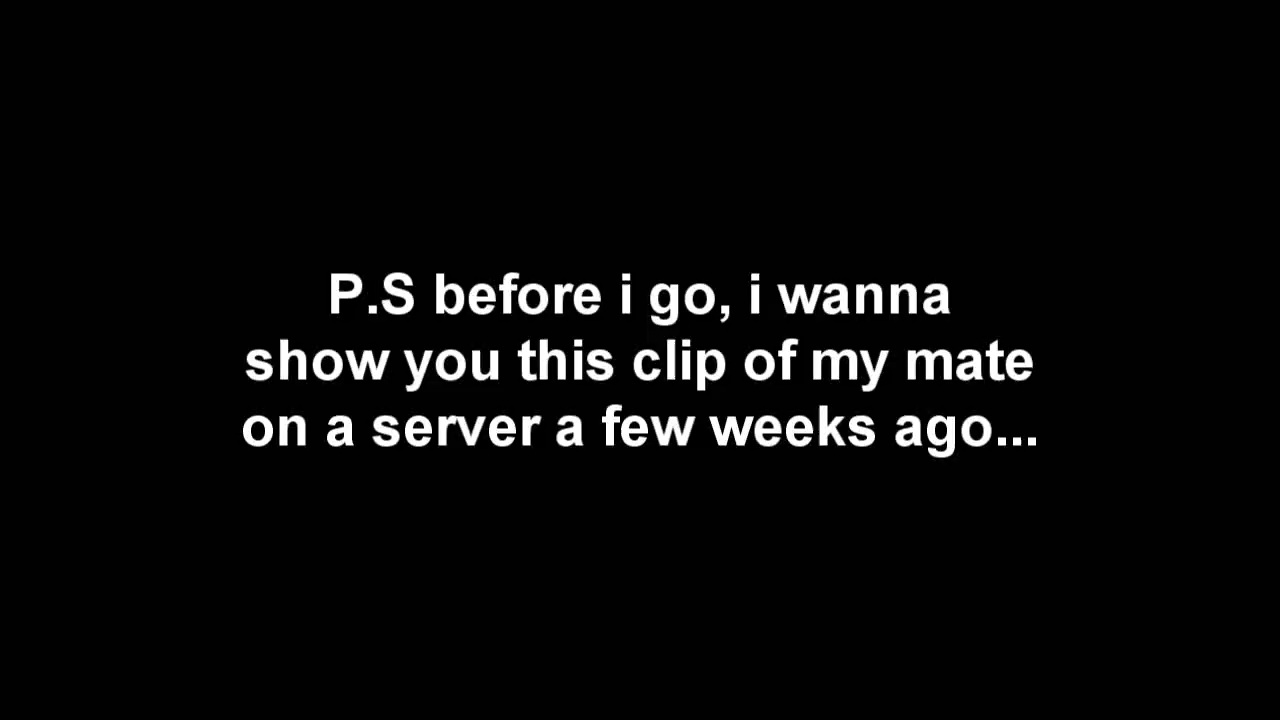 P.S before i go, i wanna
show you this clip of my mate
on a server a few weeks ago...